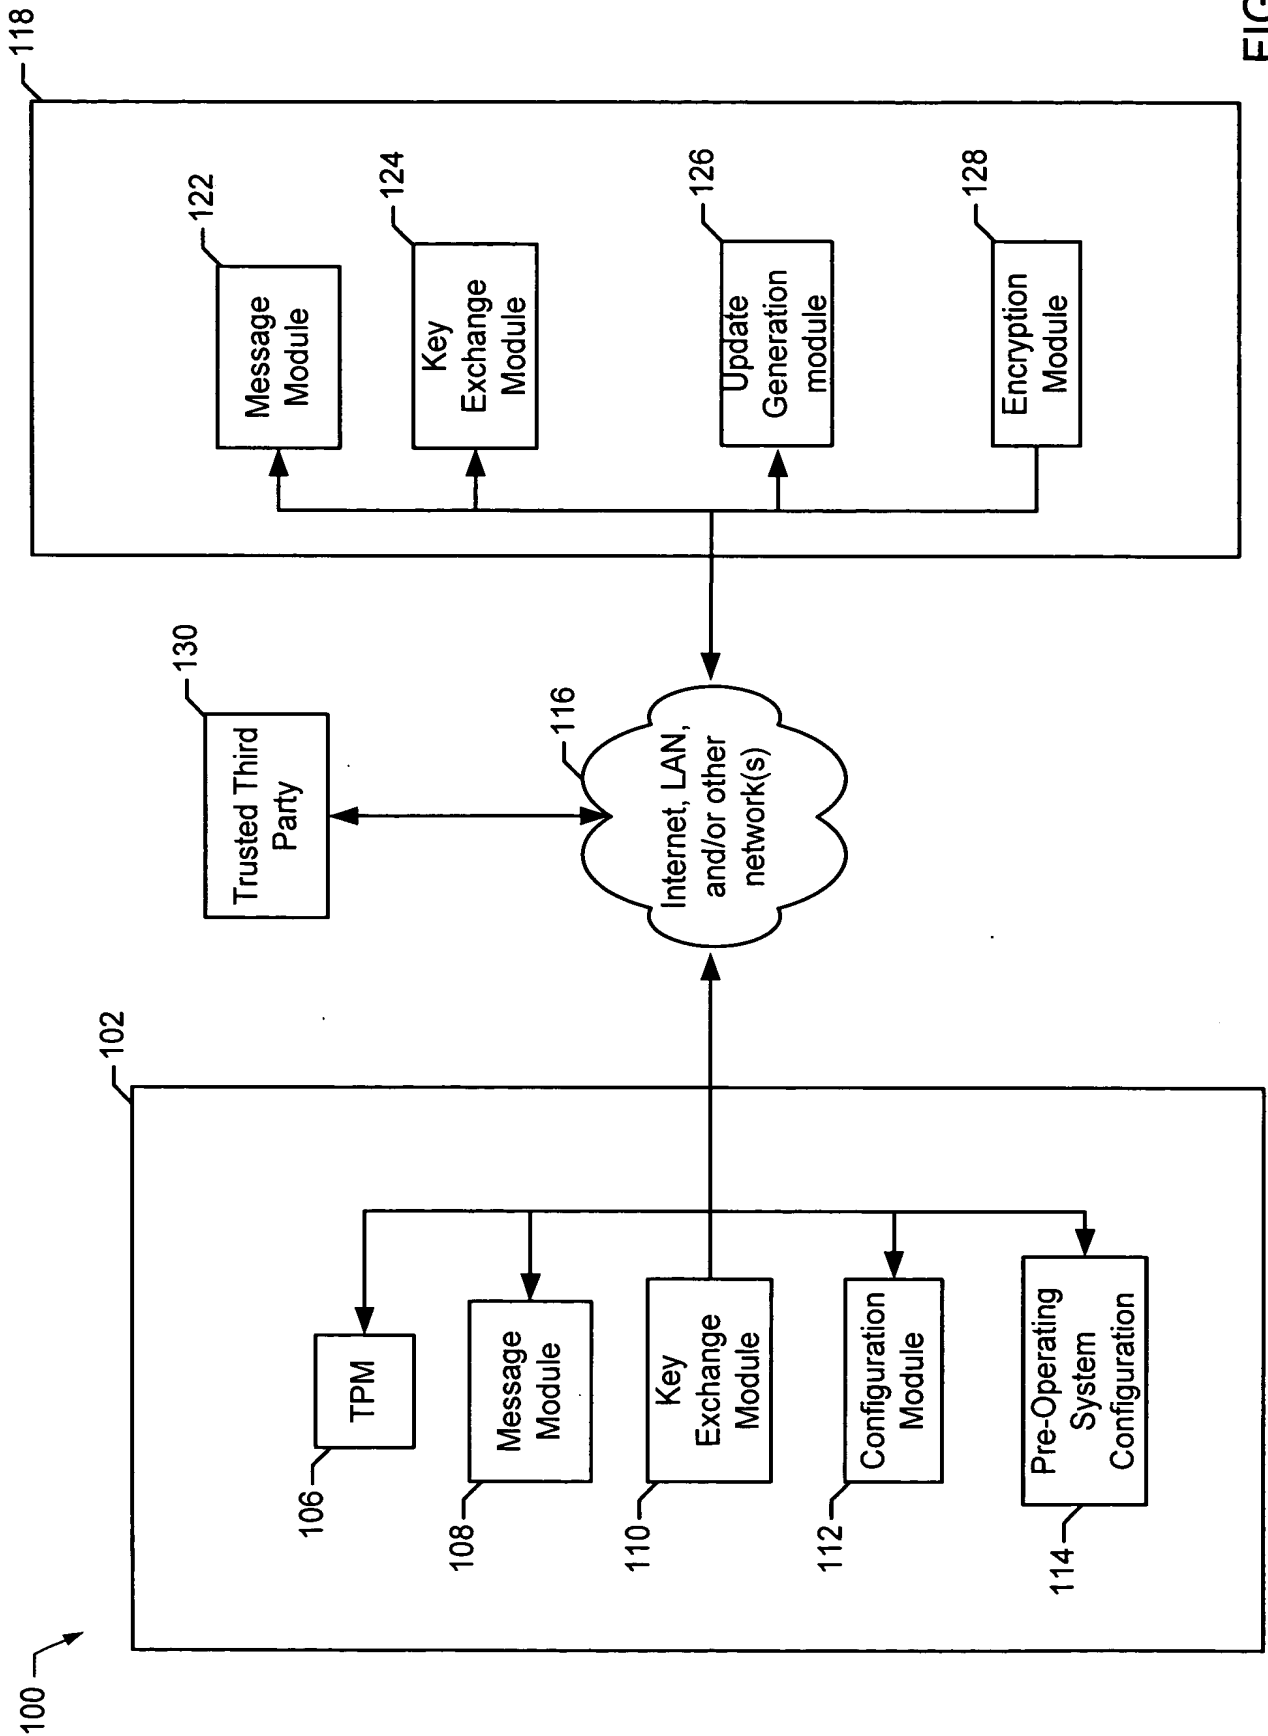 100
102
106
TPM
108
Message
Module
110
Key
Exchange
Module
112
Configuration
Module
114
Pre-Operating
System
Configuration
130
Trusted Third
Party
116
Internet, LAN,
and/or other
network(s)
118
122
Message
Module
124
Key
Exchange
Module
126
Update
Generation
module
128
Encryption
Module
FIG